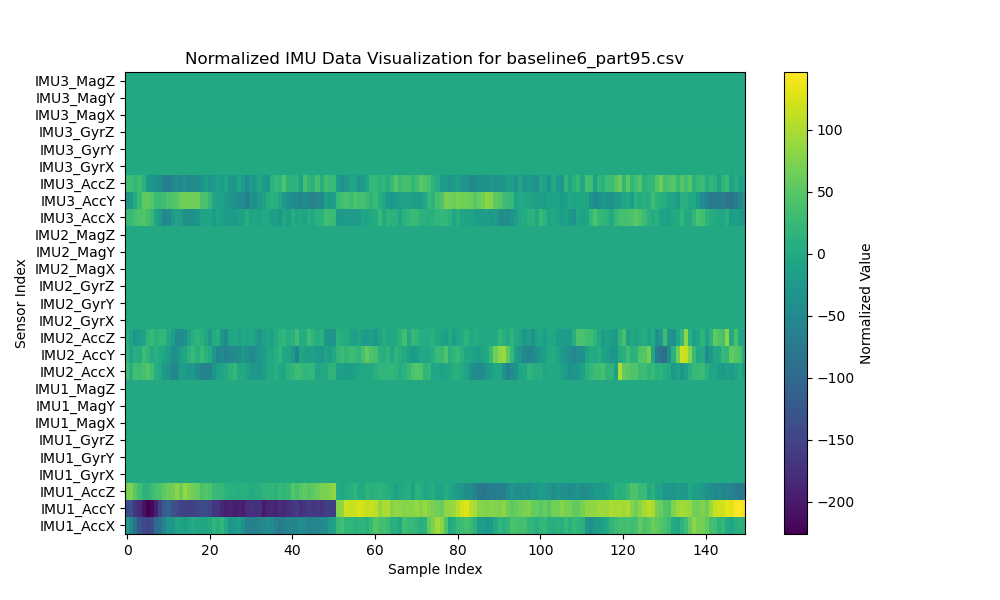 Normalized IMU Data Visualization for baseline6_part95.csv
IMU3_MagZ
IMU3_MagY
IMU3_MagX
IMU3_GyrZ
IMU3_GyrY
IMU3_GyrX
IMU3_AccZ
IMU3_AccY
IMU3_AccX
IMU2_MagZ
IMU2_MagY
IMU2_MagX
IMU2_GyrZ
IMU2_GyrY
IMU2_GyrX
IMU2_AccZ
IMU2_AccY
IMU2_AccX
IMU1_MagZ
IMU1_MagY
IMU1_MagX
IMU1_GyrZ
IMU1_GyrY
IMU1_GyrX
IMU1_AccZ
IMU1_AccY
IMU1_AccX
Sensor Index
0 20 40 60 80 100 120 140
Sample Index
100
50
0
−50
−100
−150
−200
Normalized Value